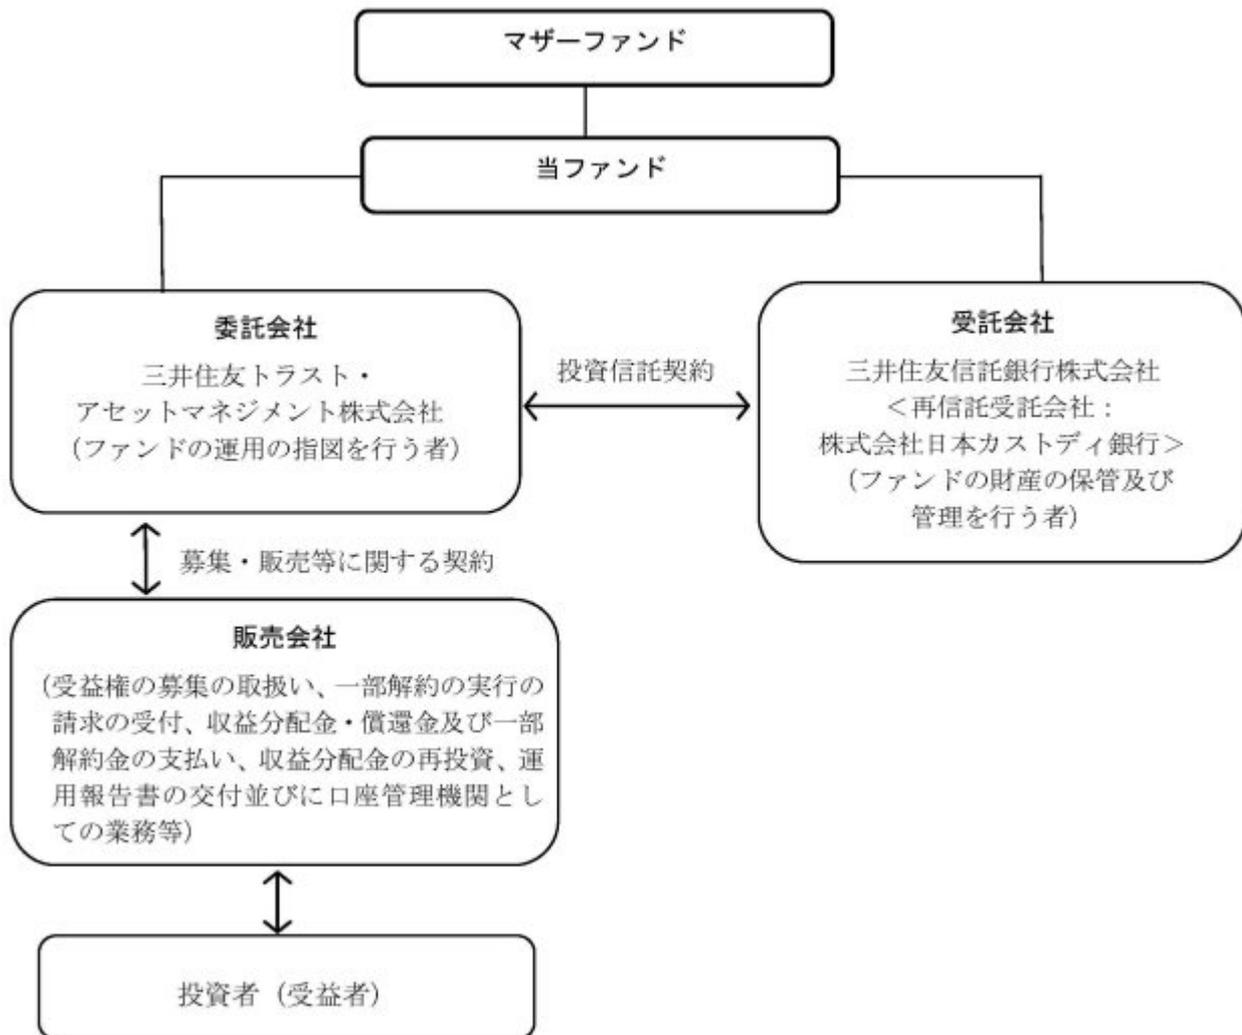 マザーファンド
当ファンド
委託会社
三井住友トラスト・
アセットマネジメント株式会社
（ファンドの運用の指図を行う者）
投資信託契約
受託会社
三井住友信託銀行株式会社
＜再信託受託会社：
株式会社日本カストディ銀行＞
（ファンドの財産の保管及び
管理を行う者）
募集・販売等に関する契約
販売会社
（受益権の募集の取扱い、一部解約の実行の
請求の受付、収益分配金・償還金及び一部
解約金の支払い、収益分配金の再投資、運
用報告書の交付並びに口座管理機関とし
ての業務等）
投資者（受益者）